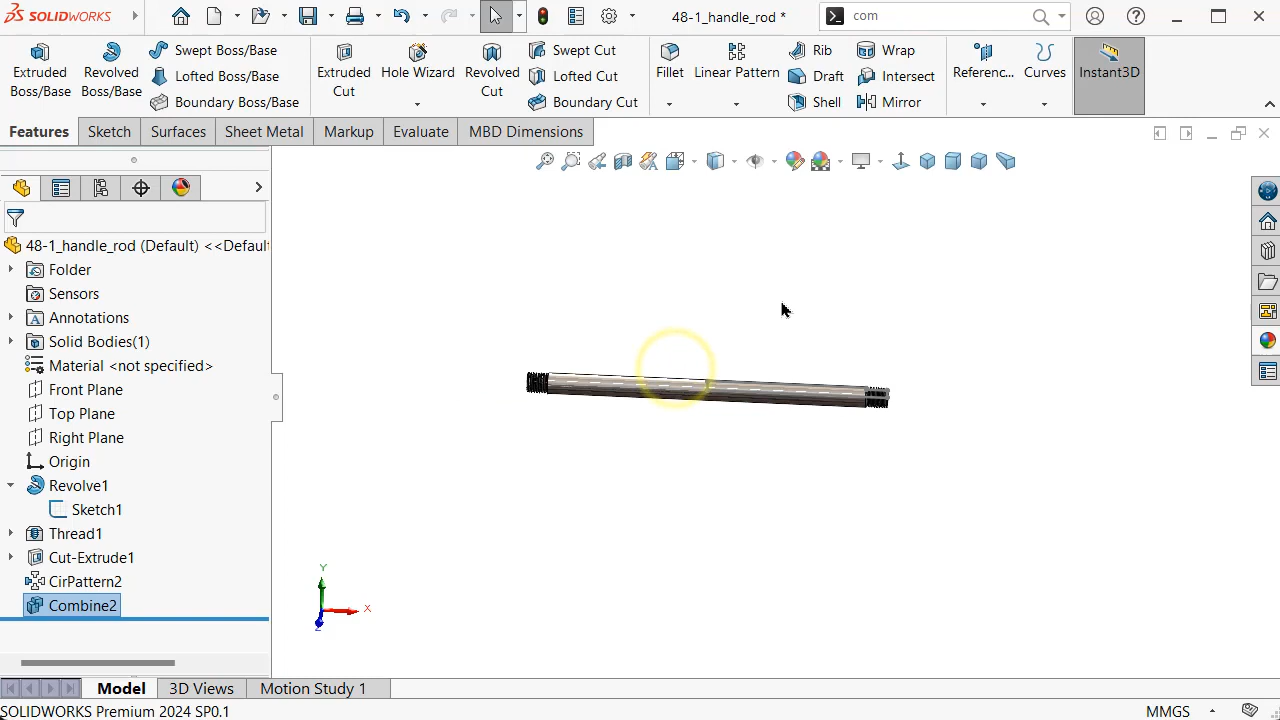 SOLIDWORKS
48-1_handle_rod *
com
Extruded Boss/Base
Revolved Boss/Base
Swept Boss/Base
Lofted Boss/Base
Boundary Boss/Base
Extruded Cut
Hole Wizard
Revolved Cut
Swept Cut
Lofted Cut
Boundary Cut
Fillet
Linear Pattern
Rib
Draft
Shell
Wrap
Intersect
Mirror
Referenc...
Curves
Instant3D
Features
Sketch
Surfaces
Sheet Metal
Markup
Evaluate
MBD Dimensions
48-1_handle_rod (Default) <<Defaul
Folder
Sensors
Annotations
Solid Bodies(1)
Material <not specified>
Front Plane
Top Plane
Right Plane
Origin
Revolve1
Sketch1
Thread1
Cut-Extrude1
CirPattern2
Combine2
Y
X
Z
Model
3D Views
Motion Study 1
SOLIDWORKS Premium 2024 SP0.1
MMGS